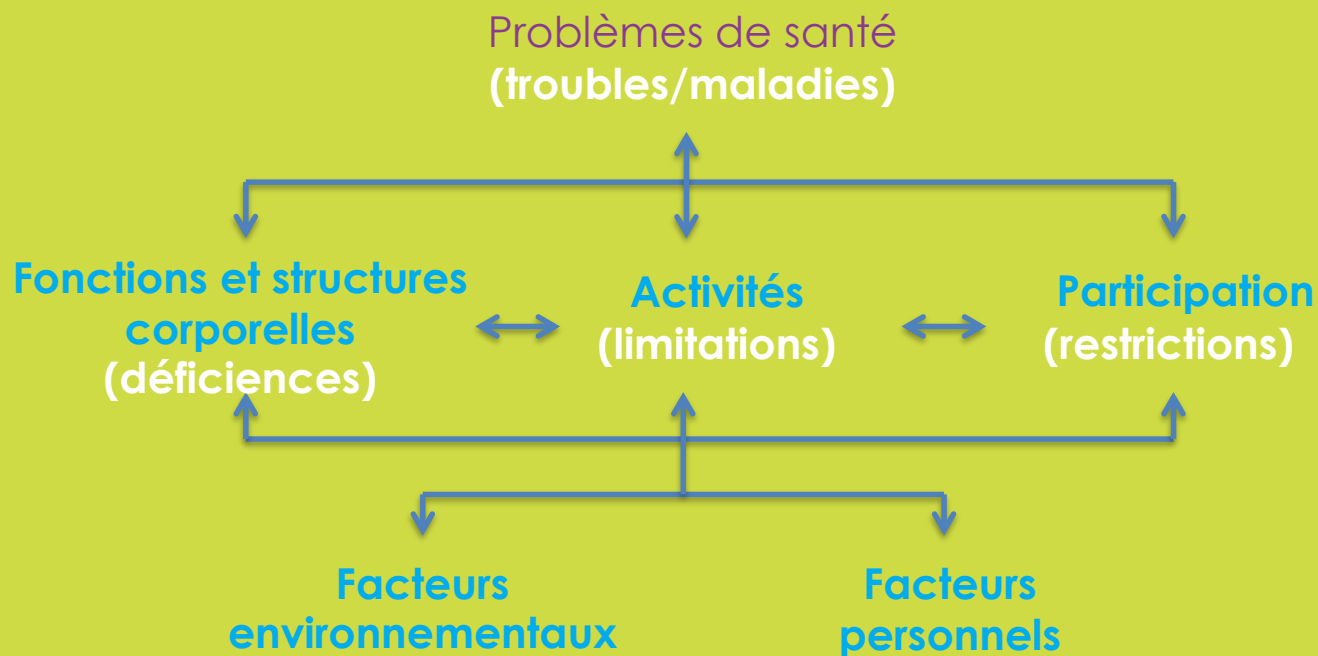 Problèmes de santé
(troubles/maladies)
Fonctions et structures
corporelles
(déficiences)
Activités
(limitations)
Participation
(restrictions)
Facteurs
environnementaux
Facteurs
personnels